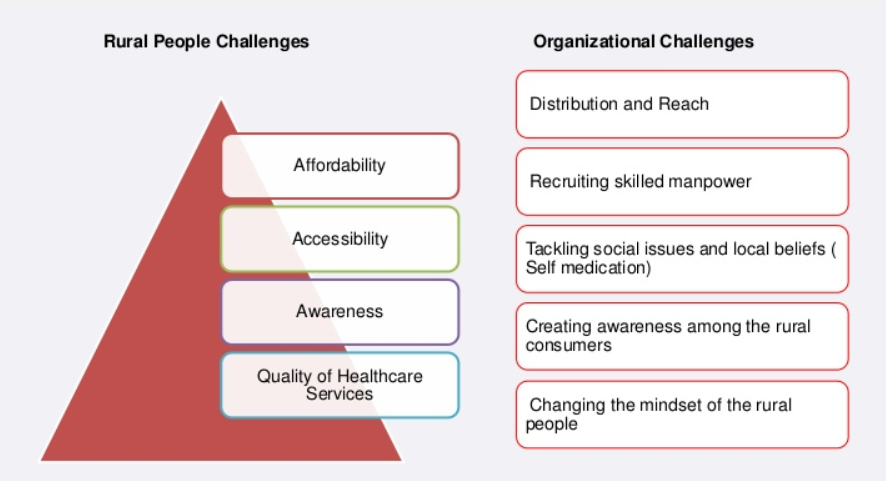 Rural People Challenges
Affordability
Accessibility
Awareness
Quality of Healthcare
Services
Organizational Challenges
Distribution and Reach
Recruiting skilled manpower
Tackling social issues and local beliefs (
Self medication)
Creating awareness among the rural
consumers
Changing the mindset of the rural
people